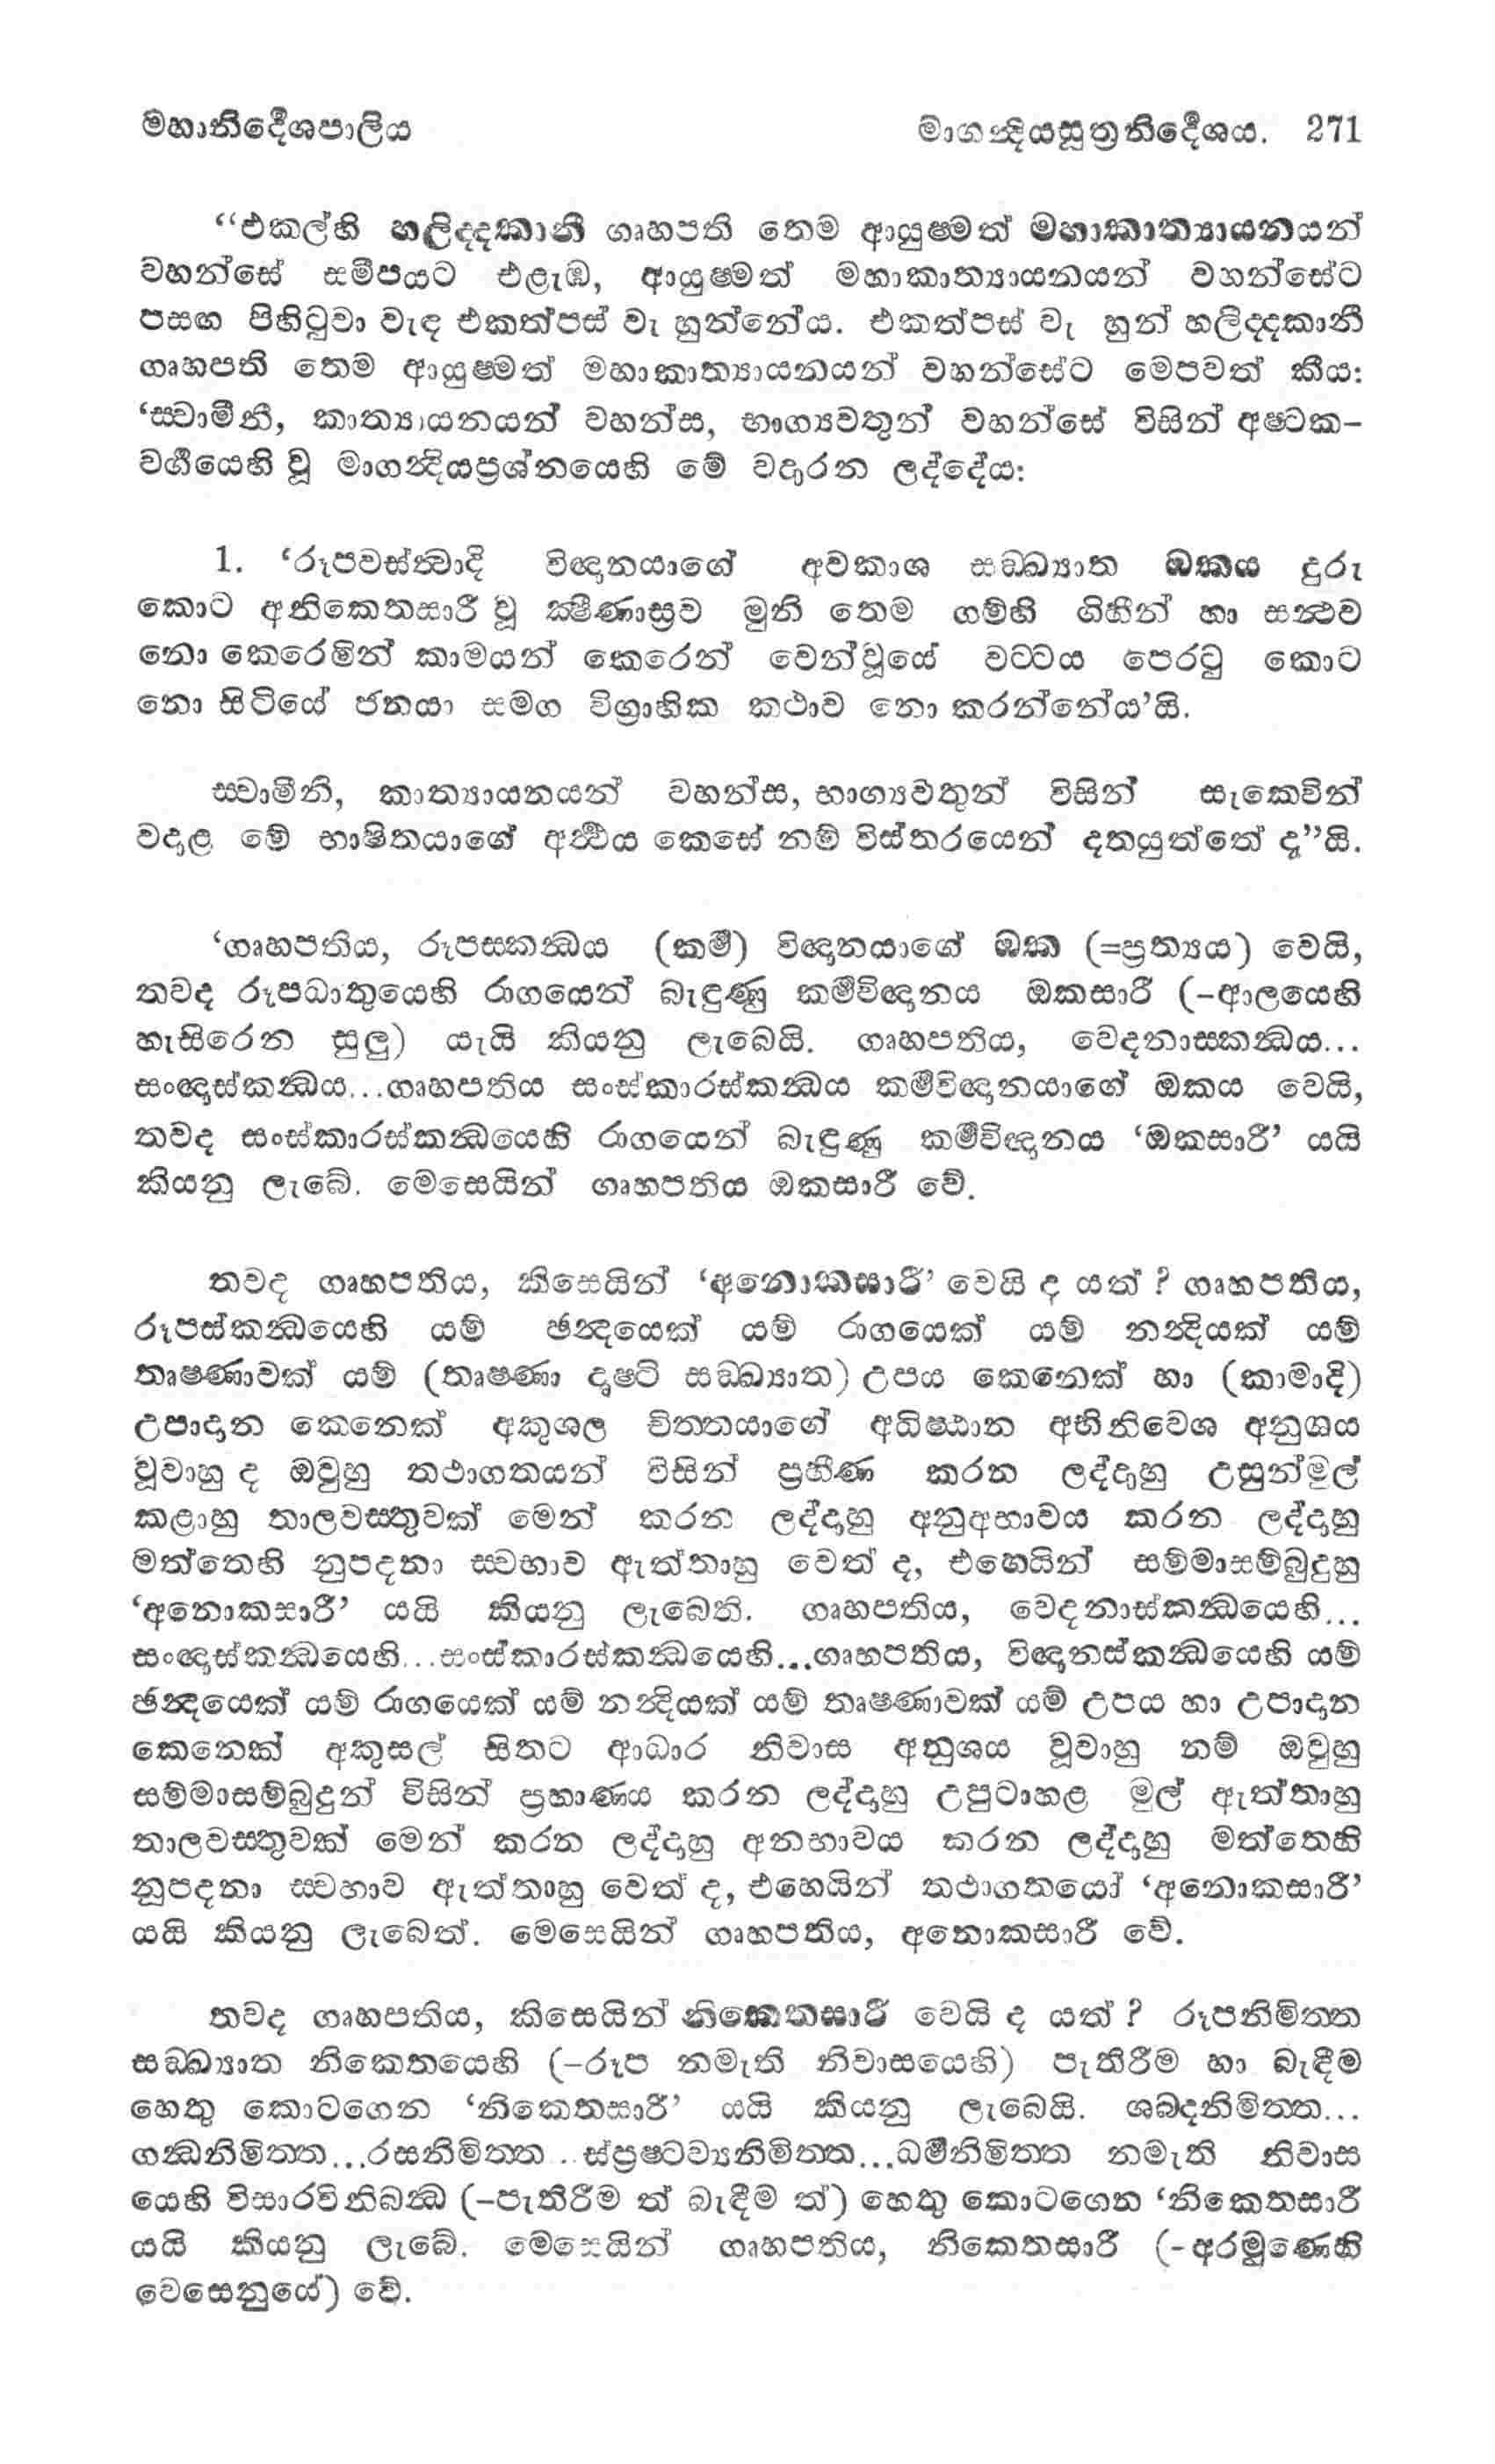 මහානිර්දේශපාලිය
මාගන්‍දියසූත්‍රනිර්දේශය. 271
“එකල්හි හලිද්දකානී ගෘහපති තෙම ආයුෂ්මත් මහාකාත්‍යායනයන්
වහන්සේ සමීපයට එළැඹ, ආයුෂ්මත් මහාකාත්‍යායනයන් වහන්සේට
පසඟ පිහිටුවා වැඳ එකත්පස් වැ හුන්නේය. එකත්පස් වැ හුන් හලිද්දකානී
ගෘහපති තෙම ආයුෂ්මත් මහාකාත්‍යායනයන් වහන්සේට මෙපවත් කීය:
‘ස්වාමීනී, කාත්‍යායනයන් වහන්ස, භාග්‍යවතුන් වහන්සේ විසින් අෂ්ටක-
වර්ගයෙහි වූ මාගන්‍දියප්‍රශ්නයෙහි මේ වදාරන ලද්දේය:
1. ‘රූපවස්ත්‍වාදි විඥානයාගේ අවකාශ සඞ්ඛ්‍යාත ඔකය දුරු
කොට අනිකෙතසාරී වූ ක්‍ෂීණාස්‍රව මුනි තෙම ගම්හි ගිහීන් හා සන්‍ථව
නො කෙරෙමින් කාමයන් කෙරෙන් වෙන්වූයේ වට්ටය පෙරටු කොට
නො සිටියේ ජනයා සමග විග්‍රාහික කථාව නො කරන්නේය’යි.
ස්වාමීනි, කාත්‍යායනයන් වහන්ස, භාග්‍යවතුන් විසින් සැකෙවින්
වදාළ මේ භාෂිතයාගේ අර්‍ථය කෙසේ නම් විස්තරයෙන් දතයුත්තේ ද”යි.
‘ගෘහපතිය, රූපස්කන්‍ධය (කර්‍ම) විඥානයාගේ ඔක (=ප්‍රත්‍යය) වෙයි,
තවද රූපධාතුයෙහි රාගයෙන් බැඳුණු කර්‍මවිඥානය ඔකසාරී (-ආලයෙහි
හැසිරෙන සුලු) යැයි කියනු ලැබෙයි. ගෘහපතිය, වෙදනාස්කන්‍ධය...
සංඥාස්කන්‍ධය...ගෘහපතිය සංස්කාරස්කන්‍ධය කර්‍මවිඥානයාගේ ඔකය වෙයි,
තවද සංස්කාරස්කන්‍ධයෙහි රාගයෙන් බැඳුණු කර්‍මවිඥානය ‘ඔකසාරී’ යයි
කියනු ලැබේ. මෙසෙයින් ගෘහපතිය ඔකසාරී වේ.
තවද ගෘහපතිය, කිසෙයින් ‘අනොකසාරී’ වෙයි ද යත් ? ගෘහපතිය,
රූපස්කන්‍ධයෙහි යම් ඡන්‍දයෙක් යම් රාගයෙක් යම් නන්‍දියක් යම්
තෘෂ්ණාවක් යම් (තෘෂ්ණා දෘෂ්ටි සඞ්ඛ්‍යාත) උපය කෙනෙක් හා (කාමාදි)
උපාදාන කෙනෙක් අකුශල චිත්තයාගේ අධිෂ්ඨාන අභිනිවෙශ අනුශය
වූවාහු ද ඔවුහු තථාගතයන් විසින් ප්‍රහීණ කරන ලද්දාහු උසුන්මුල්
කළාහු තාලවස්තුවක් මෙන් කරන ලද්දාහු අනුඅභාවය කරන ලද්දාහු
මත්තෙහි නුපදනා ස්වභාව ඇත්තාහු වෙත් ද, එහෙයින් සම්මාසම්බුදුහු
‘අනොකසාරී’ යයි කියනු ලැබෙති. ගෘහපතිය, වෙදනාස්කන්‍ධයෙහි...
සංඥාස්කන්‍ධයෙහි...සංස්කාරස්කන්‍ධයෙහි...ගෘහපතිය, විඥානස්කන්‍ධයෙහි යම්
ඡන්‍දයෙක් යම් රාගයෙක් යම් නන්‍දියක් යම් තෘෂ්ණාවක් යම් උපය හා උපාදාන
කෙනෙක් අකුසල් සිතට ආධාර නිවාස අනුශය වූවාහු නම් ඔවුහු
සම්මාසම්බුදුන් විසින් ප්‍රහාණය කරන ලද්දාහු උපුටාහළ මුල් ඇත්තාහු
තාලවස්තුවක් මෙන් කරන ලද්දාහු අනභාවය කරන ලද්දාහු මත්තෙහි
නුපදනා ස්වභාව ඇත්තාහු වෙත් ද, එහෙයින් තථාගතයෝ ‘අනොකසාරී’
යයි කියනු ලැබෙත්. මෙසෙයින් ගෘහපතිය, අනොකසාරී වේ.
තවද ගෘහපතිය, කිසෙයින් නිකෙතසාරී වෙයි ද යත් ? රූපනිමිත්ත
සඞ්ඛ්‍යාත නිකෙතයෙහි (-රූප නමැති නිවාසයෙහි) පැතිරීම හා බැඳීම
හෙතු කොටගෙන ‘නිකෙතසාරී’ යයි කියනු ලැබෙයි. ශබ්දනිමිත්ත...
ගන්‍ධනිමිත්ත...රසනිමිත්ත...ස්ප්‍රෂ්ටව්‍යනිමිත්ත...ධර්‍මනිමිත්ත නමැති නිවාස
යෙහි විසාරවිනිබන්‍ධ (-පැතිරීම ත් බැඳීම ත්) හෙතු කොටගෙන ‘නිකෙතසාරී
යයි කියනු ලැබේ. මෙසෙයින් ගෘහපතිය, නිකෙතසාරී (-අරමුණෙහි
වෙසෙනුයේ) වේ.